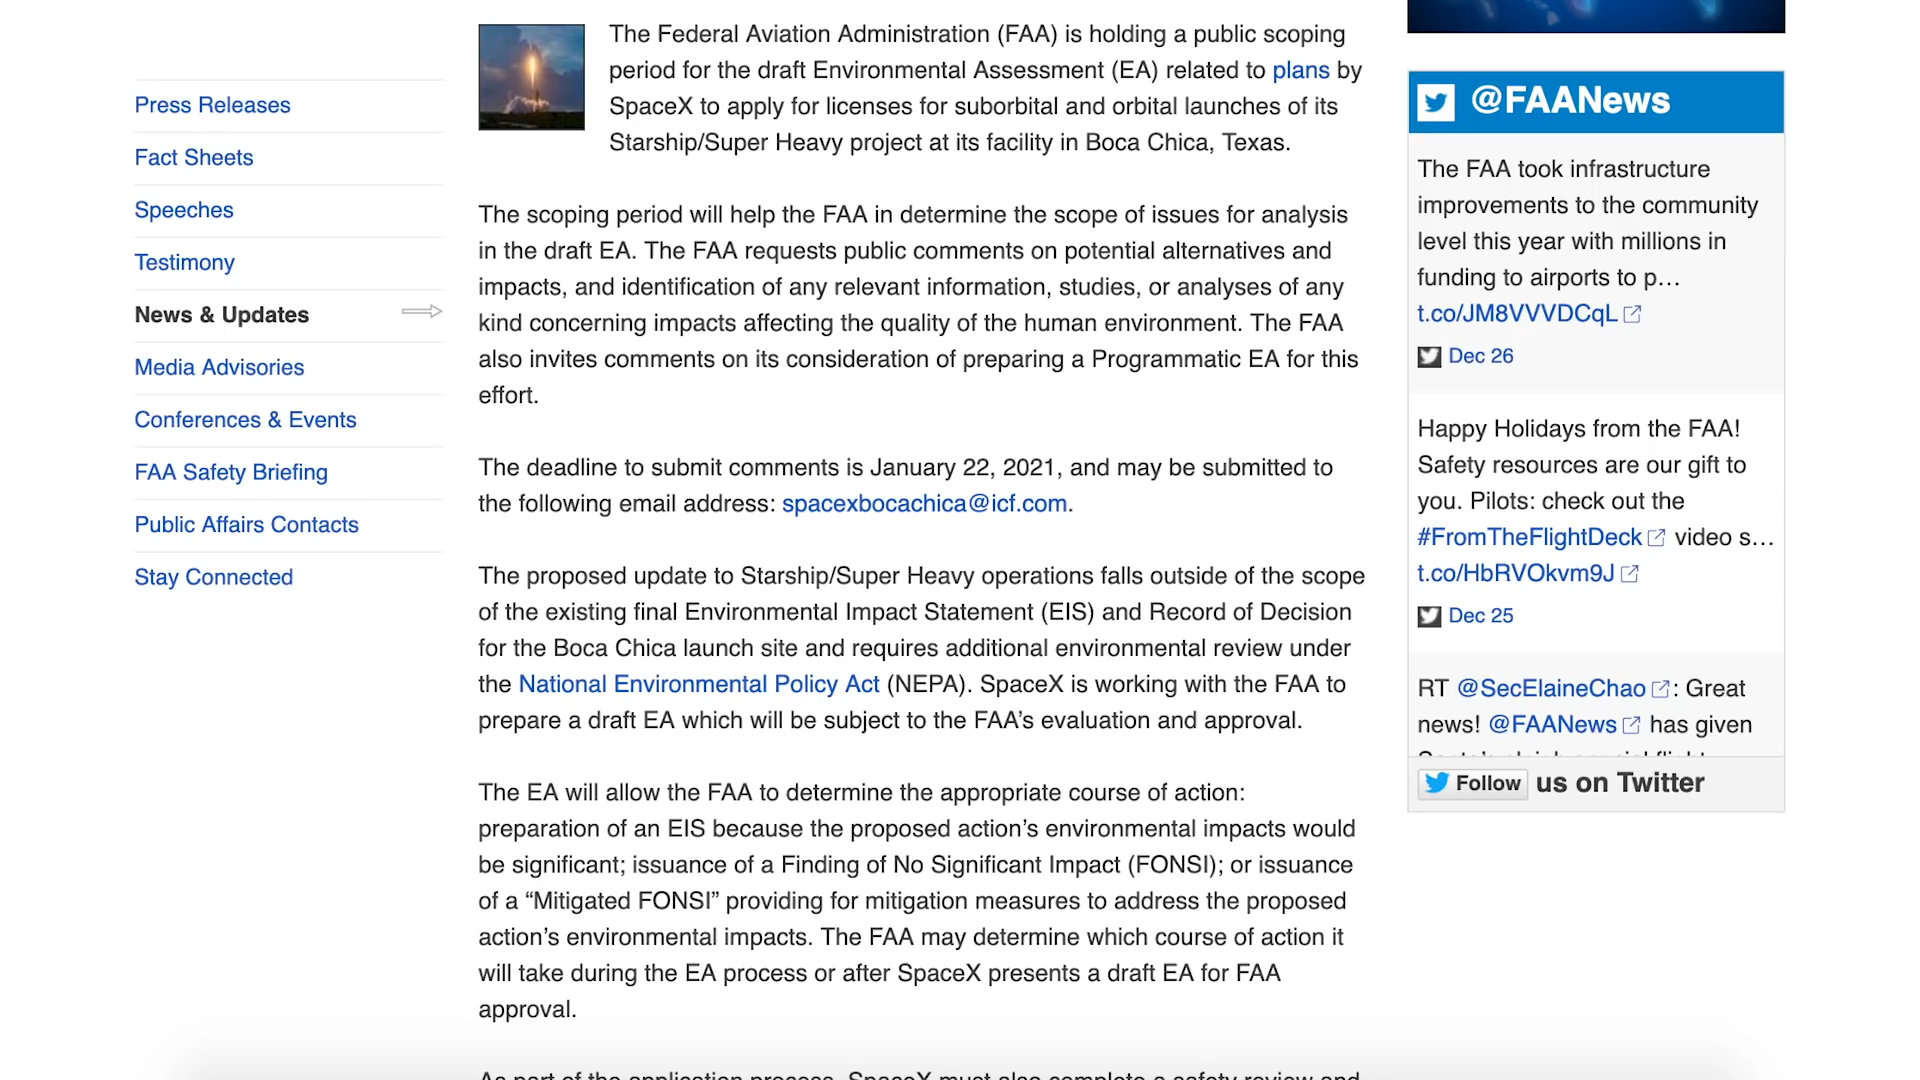 Press Releases
Fact Sheets
Speeches
Testimony
News & Updates
Media Advisories
Conferences & Events
FAA Safety Briefing
Public Affairs Contacts
Stay Connected
The Federal Aviation Administration (FAA) is holding a public scoping
period for the draft Environmental Assessment (EA) related to plans by
SpaceX to apply for licenses for suborbital and orbital launches of its
Starship/Super Heavy project at its facility in Boca Chica, Texas.
The scoping period will help the FAA in determine the scope of issues for analysis
in the draft EA. The FAA requests public comments on potential alternatives and
impacts, and identification of any relevant information, studies, or analyses of any
kind concerning impacts affecting the quality of the human environment. The FAA
also invites comments on its consideration of preparing a Programmatic EA for this
effort.
The deadline to submit comments is January 22, 2021, and may be submitted to
the following email address: spacexbocachica@icf.com.
The proposed update to Starship/Super Heavy operations falls outside of the scope
of the existing final Environmental Impact Statement (EIS) and Record of Decision
for the Boca Chica launch site and requires additional environmental review under
the National Environmental Policy Act (NEPA). SpaceX is working with the FAA to
prepare a draft EA which will be subject to the FAA’s evaluation and approval.
The EA will allow the FAA to determine the appropriate course of action:
preparation of an EIS because the proposed action’s environmental impacts would
be significant; issuance of a Finding of No Significant Impact (FONSI); or issuance
of a “Mitigated FONSI” providing for mitigation measures to address the proposed
action’s environmental impacts. The FAA may determine which course of action it
will take during the EA process or after SpaceX presents a draft EA for FAA
approval.
As part of the application process, SpaceX must also complete a safety review and
@FAANews
The FAA took infrastructure
improvements to the community
level this year with millions in
funding to airports to p…
t.co/JM8VVVDCqL
Dec 26
Happy Holidays from the FAA!
Safety resources are our gift to
you. Pilots: check out the
#FromTheFlightDeck video s…
t.co/HbRVOkvm9J
Dec 25
RT @SecElaineChao: Great
news! @FAANews has given
Follow us on Twitter